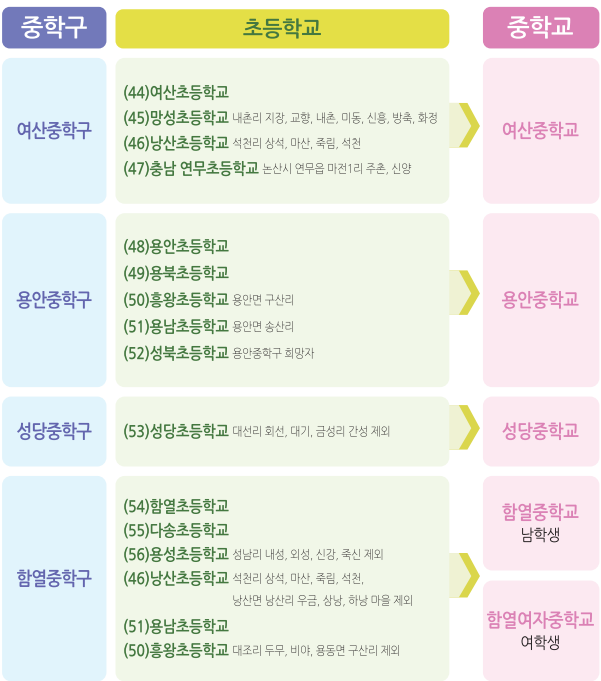 중학구 초등학교 중학교
여산중학구
(44)여산초등학교
(45)망성초등학교 내촌리 지장, 교향, 내촌, 미동, 신흥, 방축, 화정
(46)낭산초등학교 석천리 상석, 마산, 죽림, 석천
(47)충남 연무초등학교 논산시 연무읍 마전1리 주촌, 신양
여산중학교
용안중학구
(48)용안초등학교
(49)용북초등학교
(50)흥왕초등학교 용안면 구산리
(51)용남초등학교 용안면 송산리
(52)성북초등학교 용안중학구 희망자
용안중학교
성당중학구
(53)성당초등학교 대선리 회선, 대기, 금성리 간성 제외
성당중학교
함열중학구
(54)함열초등학교
(55)다송초등학교
(56)용성초등학교 성남리 내성, 외성, 신강, 죽신 제외
(46)낭산초등학교 석천리 상석, 마산, 죽림, 석천,
낭산면 낭산리 우금, 상낭, 하낭 마을 제외
(51)용남초등학교
(50)흥왕초등학교 대조리 두무, 비야, 용동면 구산리 제외
함열중학교
남학생
함열여자중학교
여학생